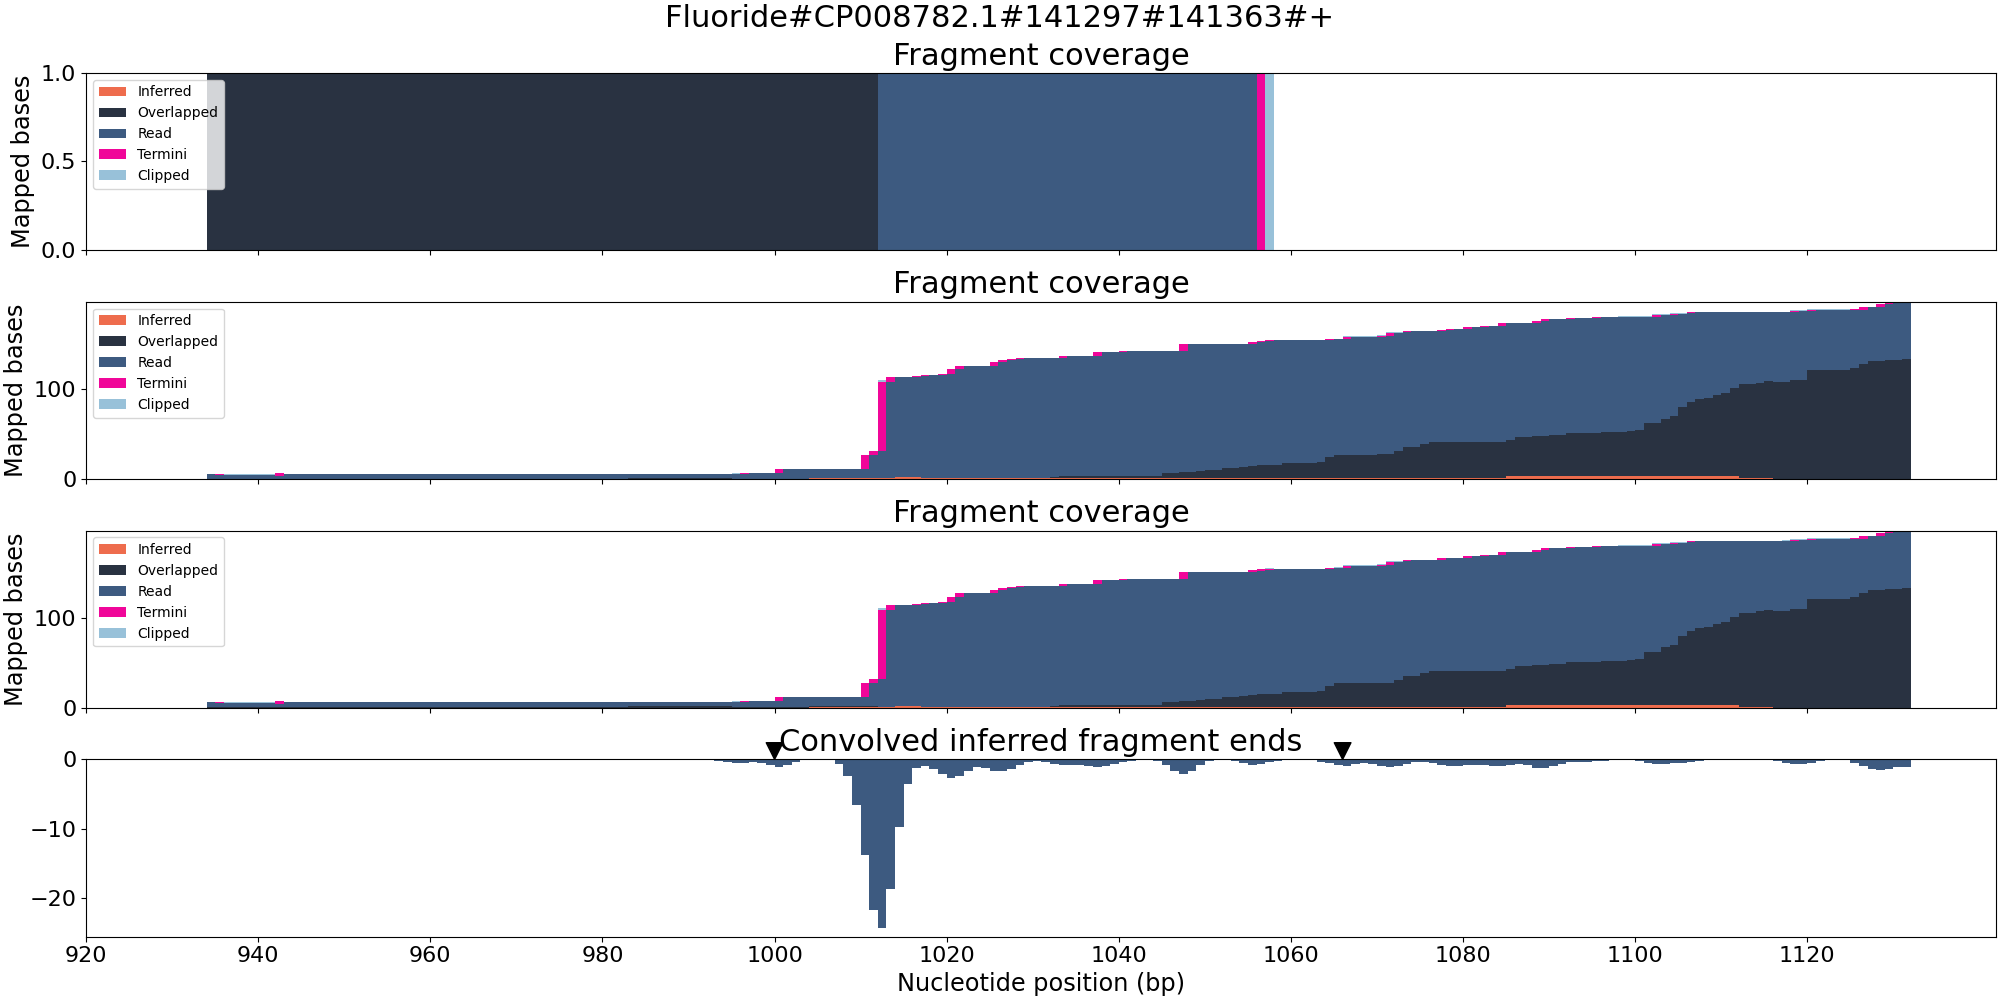 Fluoride#CP008782.1#141297#141363#+
Fragment coverage
Mapped bases
1.0
0.5
0.0
Inferred
Overlapped
Read
Termini
Clipped
Fragment coverage
Mapped bases
100
0
Inferred
Overlapped
Read
Termini
Clipped
Fragment coverage
Mapped bases
100
0
Inferred
Overlapped
Read
Termini
Clipped
Convolved inferred fragment ends
0
−10
−20
920 940 960 980 1000 1020 1040 1060 1080 1100 1120
Nucleotide position (bp)